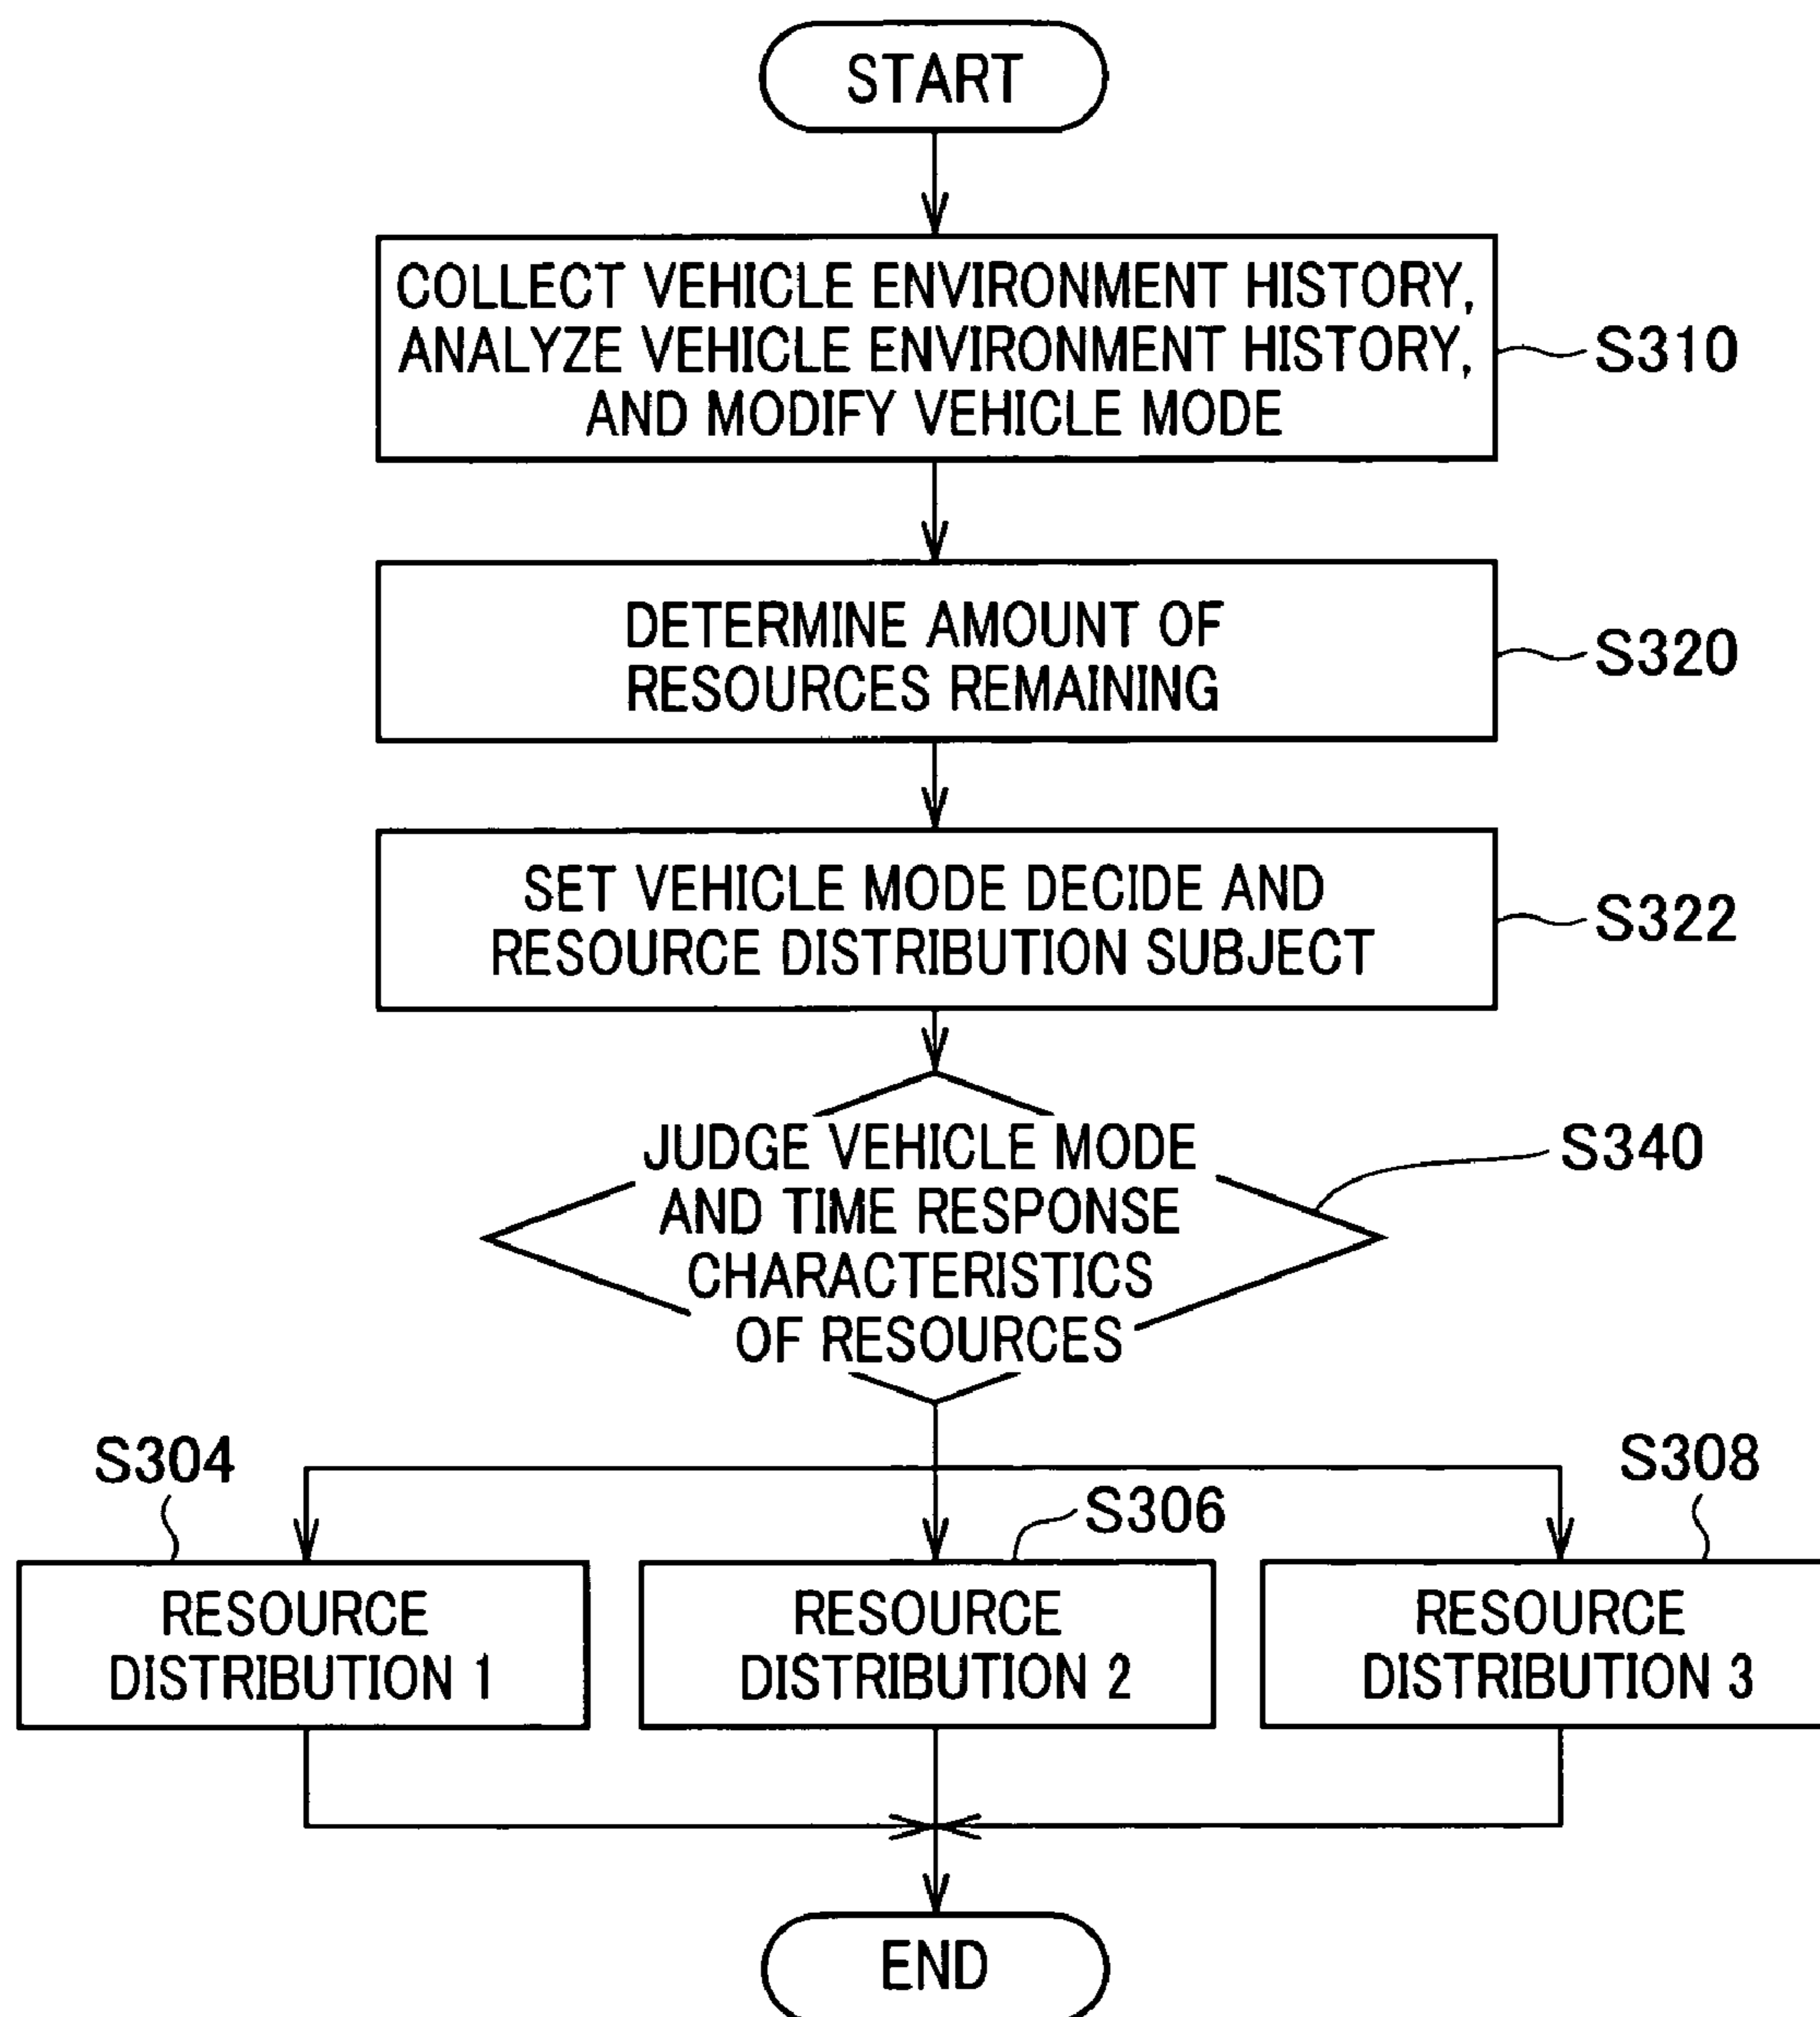 START
COLLECT VEHICLE ENVIRONMENT HISTORY,
ANALYZE VEHICLE ENVIRONMENT HISTORY,
AND MODIFY VEHICLE MODE
S310
DETERMINE AMOUNT OF
RESOURCES REMAINING
S320
SET VEHICLE MODE DECIDE AND
RESOURCE DISTRIBUTION SUBJECT
S322
JUDGE VEHICLE MODE
AND TIME RESPONSE
CHARACTERISTICS
OF RESOURCES
S340
S304
RESOURCE
DISTRIBUTION 1
S306
RESOURCE
DISTRIBUTION 2
S308
RESOURCE
DISTRIBUTION 3
END